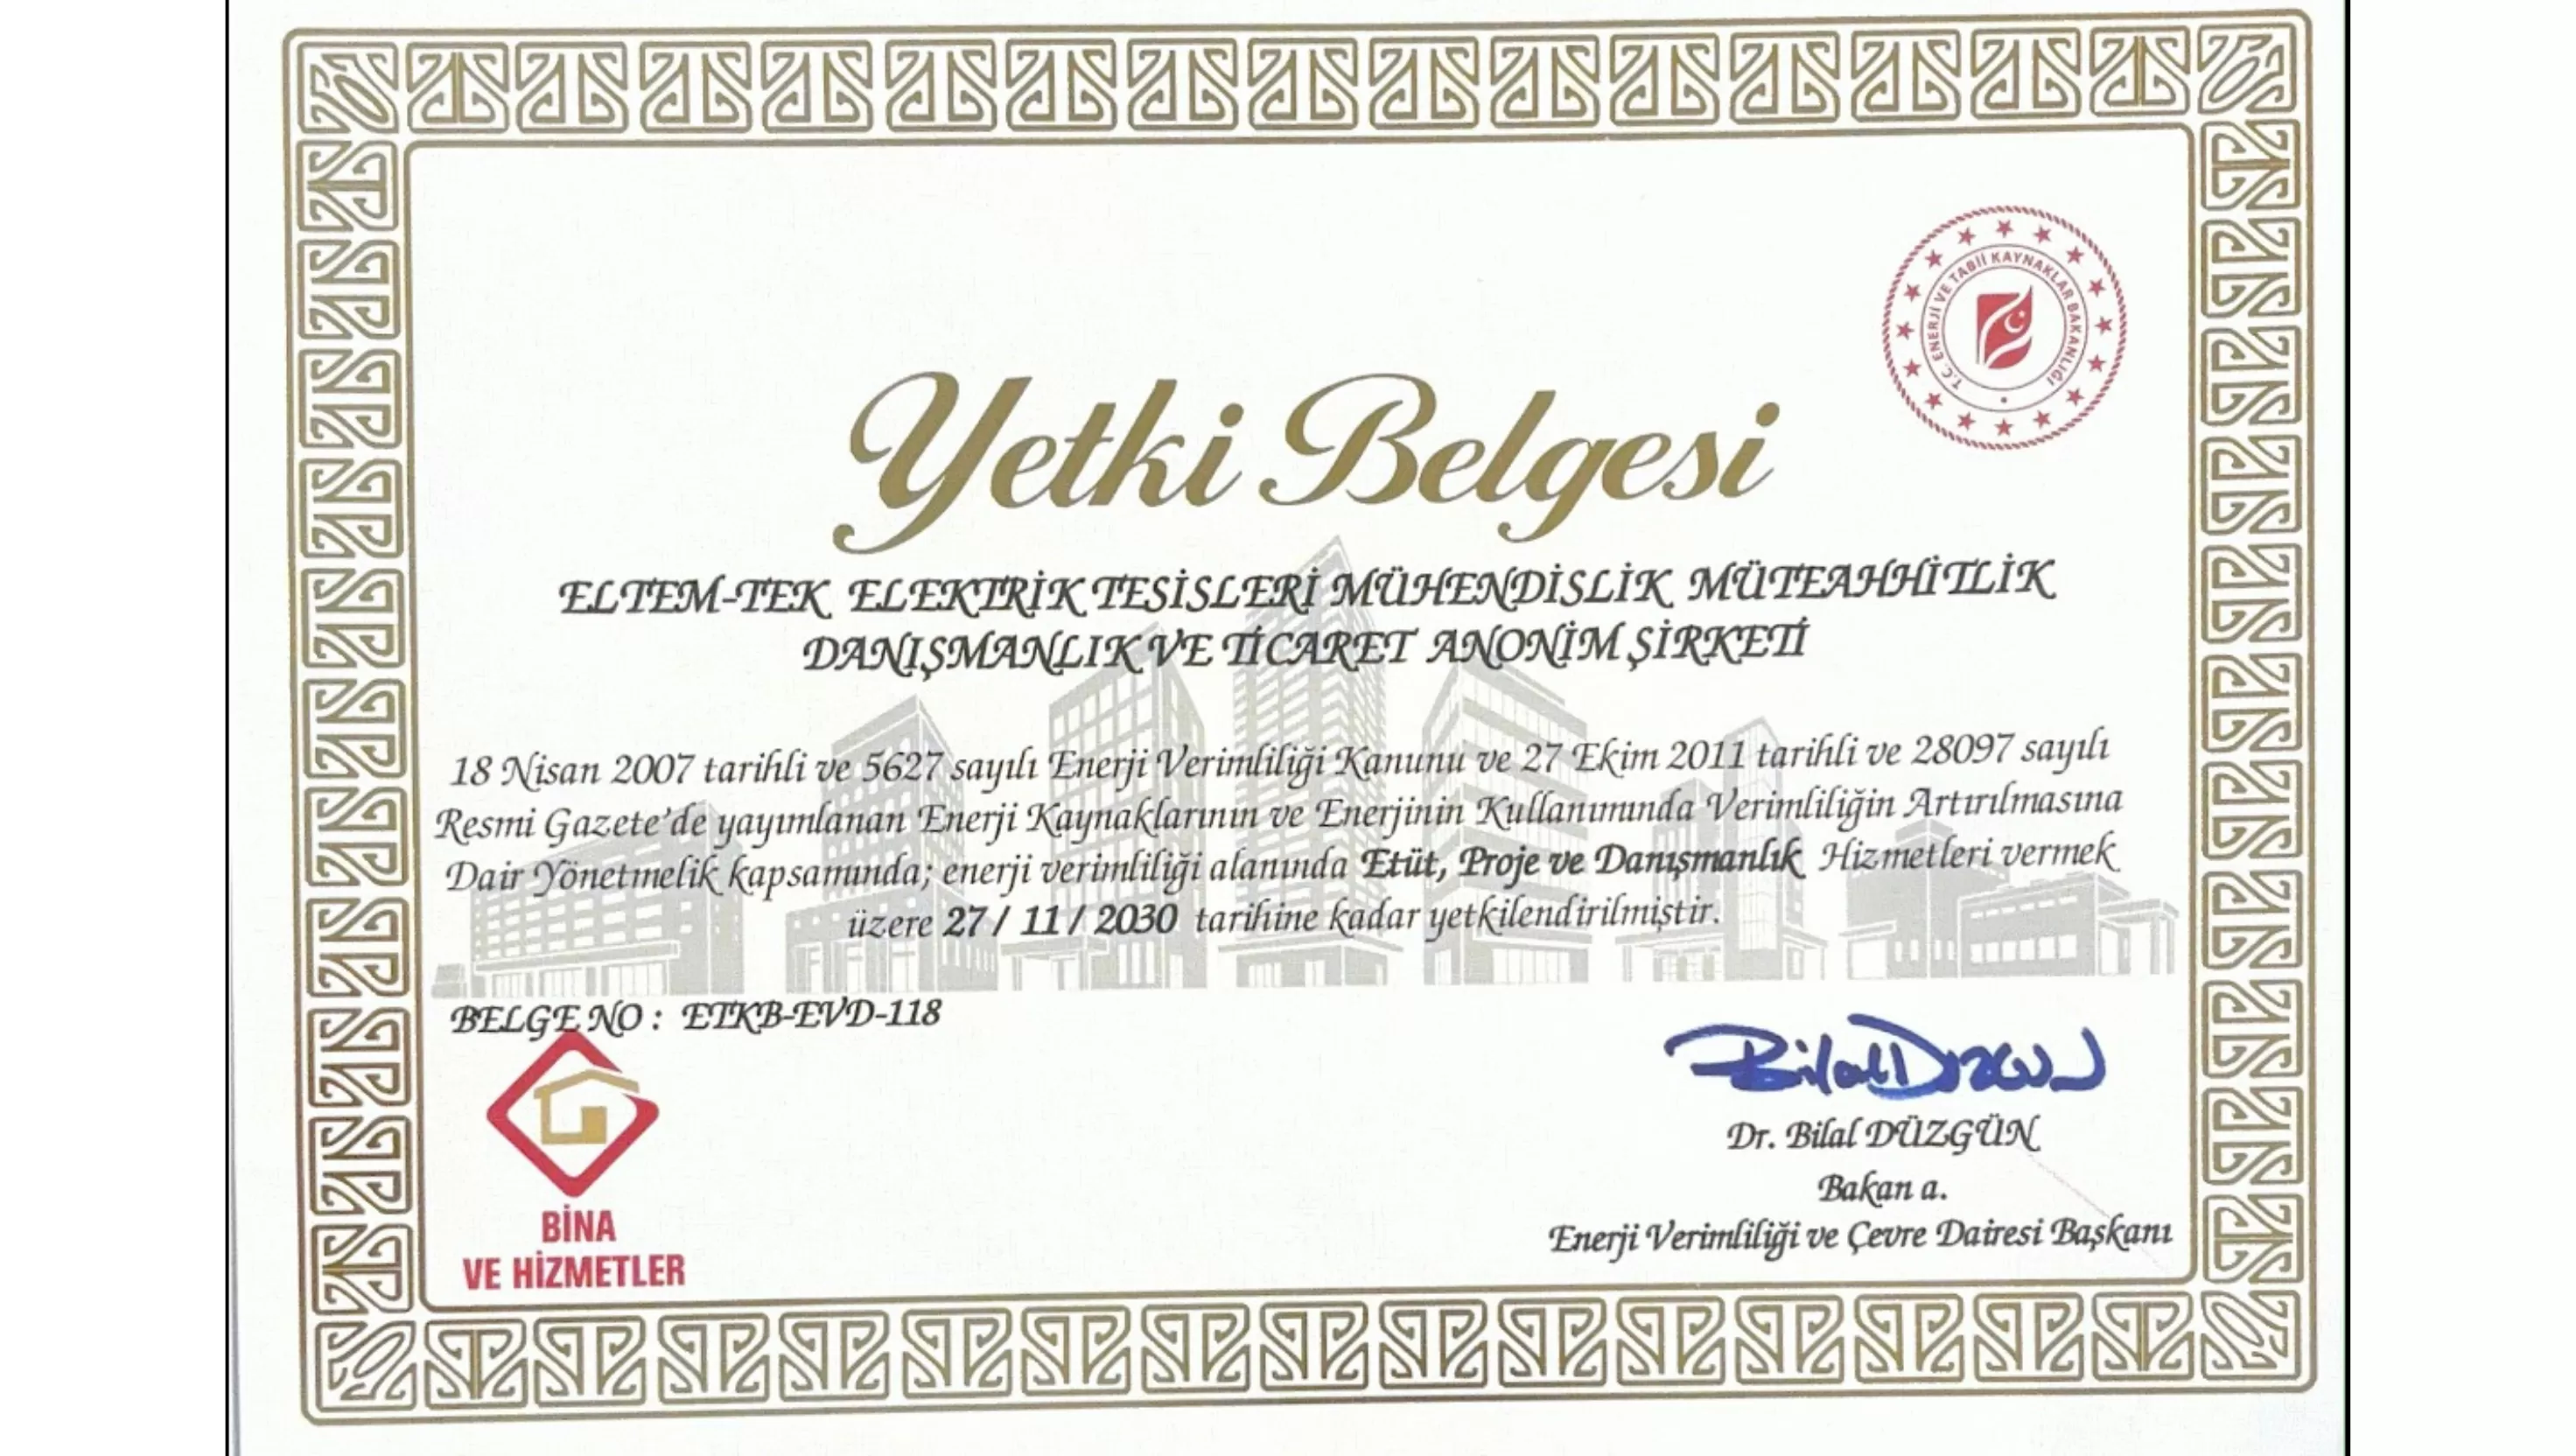 T.C. ENERJİ VE TABİİ KAYNAKLAR BAKANLIĞI
Yetki Belgesi
ELTEM-TEK ELEKTRİK TESİSLERİ MÜHENDİSLİK MÜTEAHHİTLİK
DANIŞMANLIK VE TİCARET ANONİM ŞİRKETİ
18 Nisan 2007 tarihli ve 5627 sayılı Enerji Verimliliği Kanunu ve 27 Ekim 2011 tarihli ve 28097 sayılı
Resmi Gazete'de yayımlanan Enerji Kaynaklarının ve Enerjinin Kullanımında Verimliliğin Artırılmasına
Dair Yönetmelik kapsamında; enerji verimliliği alanında Etüt, Proje ve Danışmanlık Hizmetleri vermek
üzere 27 / 11 / 2030 tarihine kadar yetkilendirilmiştir.
BELGE NO : ETKB-EVD-118
BİNA
VE HİZMETLER
Dr. Bilal DÜZGÜN
Bakan a.
Enerji Verimliliği ve Çevre Dairesi Başkanı